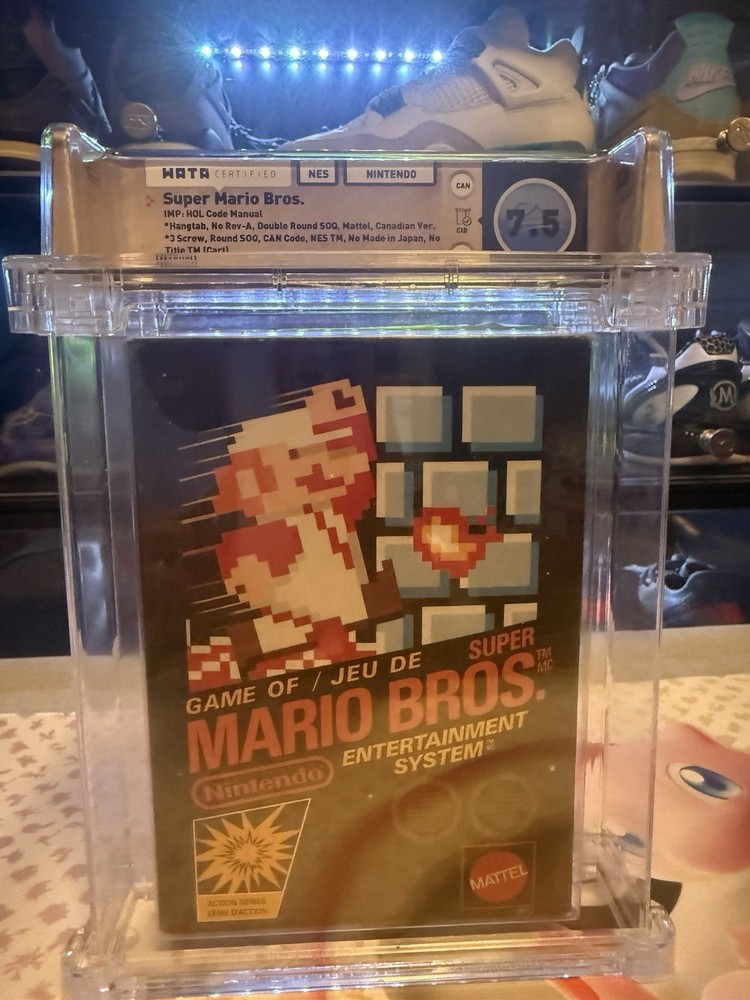 WATA CERTIFIED NES NINTENDO
Super Mario Bros.
IMP: HOL Code Manual
*Hangtab, No Rev-A, Double Round SOQ, Mattel, Canadian Ver.
*3 Screw, Round SOQ, CAN Code, NES TM, No Made in Japan, No
Title TM (Cart)
CAN
CIB
7.5
NIKE
M
GAME OF / JEU DE
SUPER
MARIO BROS.™
MC
ENTERTAINMENT
SYSTEM
Nintendo
ACTION SERIES
SERIE D'ACTION
MATTEL